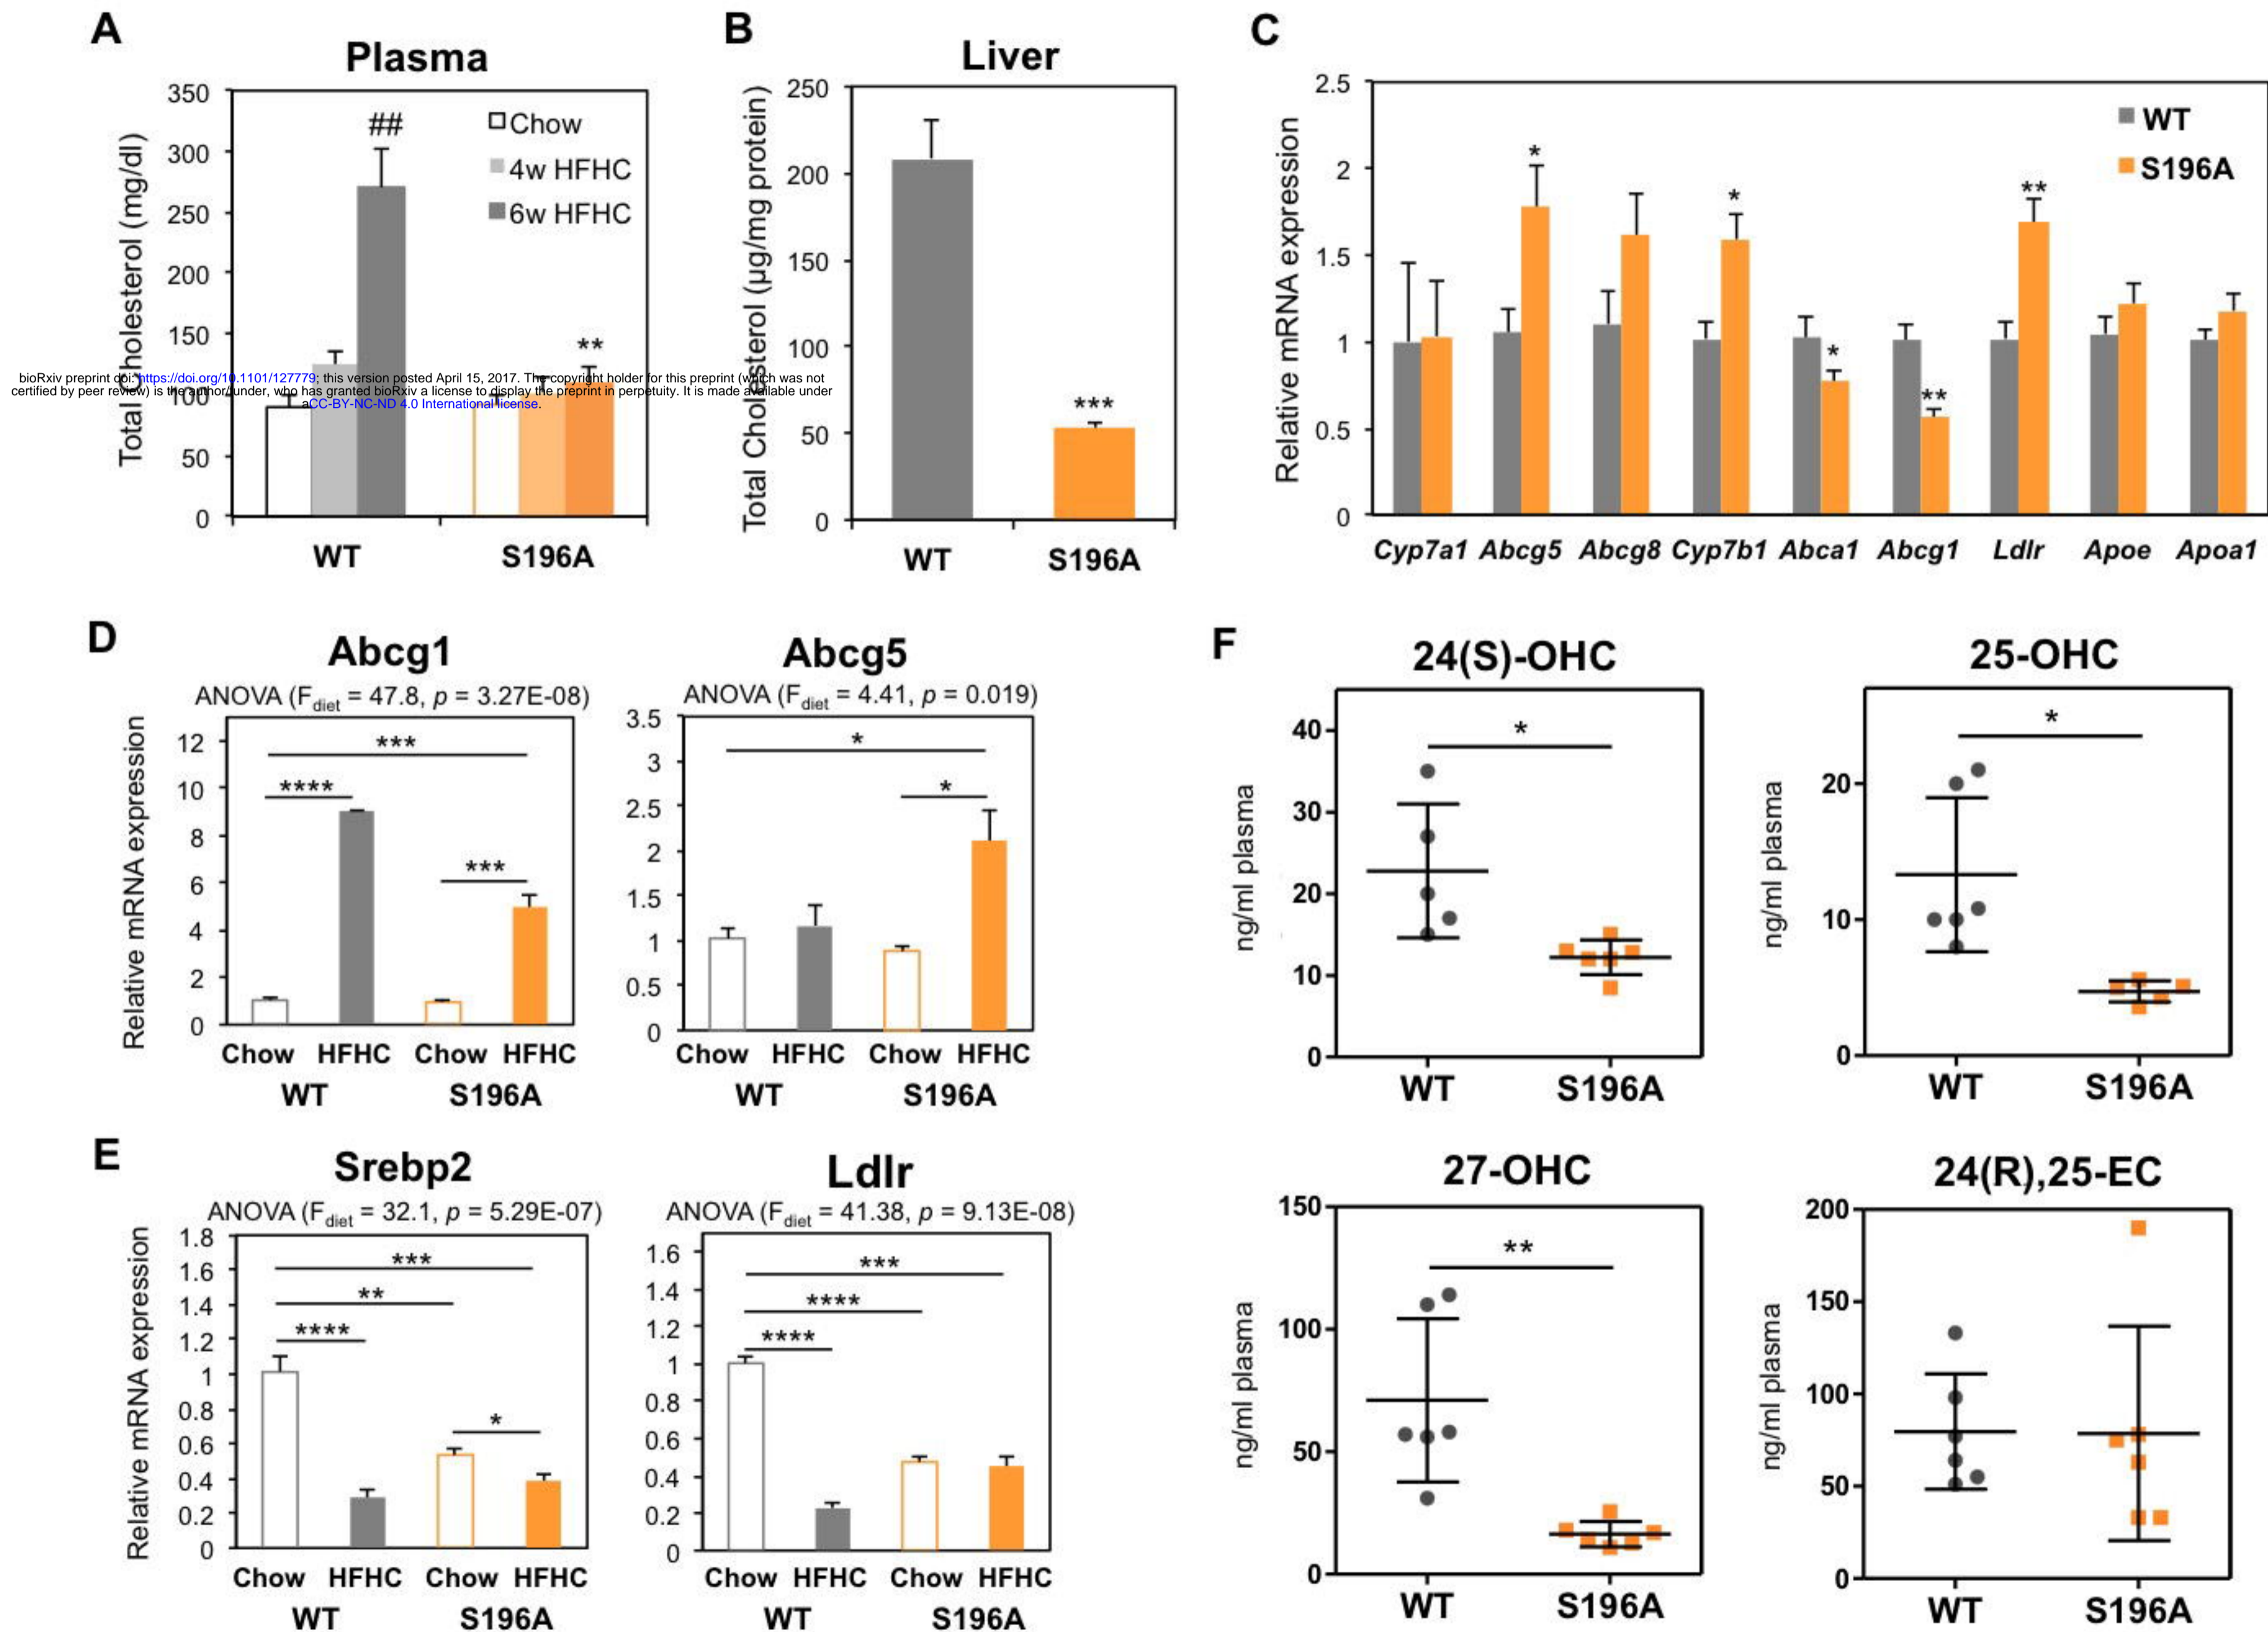 A
Plasma
Total Cholesterol (mg/dl)
350
300
250
200
150
100
50
0
##
Chow
4w HFHC
6w HFHC
**
WT S196A
bioRxiv preprint doi: https://doi.org/10.1101/127779; this version posted April 15, 2017. The copyright holder for this preprint (which was not
certified by peer review) is the author/funder, who has granted bioRxiv a license to display the preprint in perpetuity. It is made available under
aCC-BY-NC-ND 4.0 International license.
B
Liver
Total Cholesterol (µg/mg protein)
250
200
150
100
50
0
***
WT S196A
C
Relative mRNA expression
2.5
2
1.5
1
0.5
0
WT
S196A
* * * ** **
Cyp7a1 Abcg5 Abcg8 Cyp7b1 Abca1 Abcg1 Ldlr Apoe Apoa1
D
Abcg1
ANOVA (Fdiet = 47.8, p = 3.27E-08)
Relative mRNA expression
12
10
8
6
4
2
0
***
****
***
Chow HFHC Chow HFHC
WT S196A
Abcg5
ANOVA (Fdiet = 4.41, p = 0.019)
3.5
3
2.5
2
1.5
1
0.5
0
*
*
Chow HFHC Chow HFHC
WT S196A
E
Srebp2
ANOVA (Fdiet = 32.1, p = 5.29E-07)
Relative mRNA expression
1.8
1.6
1.4
1.2
1
0.8
0.6
0.4
0.2
0
***
**
****
*
Chow HFHC Chow HFHC
WT S196A
Ldlr
ANOVA (Fdiet = 41.38, p = 9.13E-08)
1.6
1.4
1.2
1
0.8
0.6
0.4
0.2
0
***
****
****
Chow HFHC Chow HFHC
WT S196A
F
24(S)-OHC
ng/ml plasma
40
30
20
10
0
*
WT S196A
25-OHC
ng/ml plasma
20
10
0
*
WT S196A
27-OHC
ng/ml plasma
150
100
50
0
**
WT S196A
24(R),25-EC
ng/ml plasma
200
150
100
50
0
WT S196A